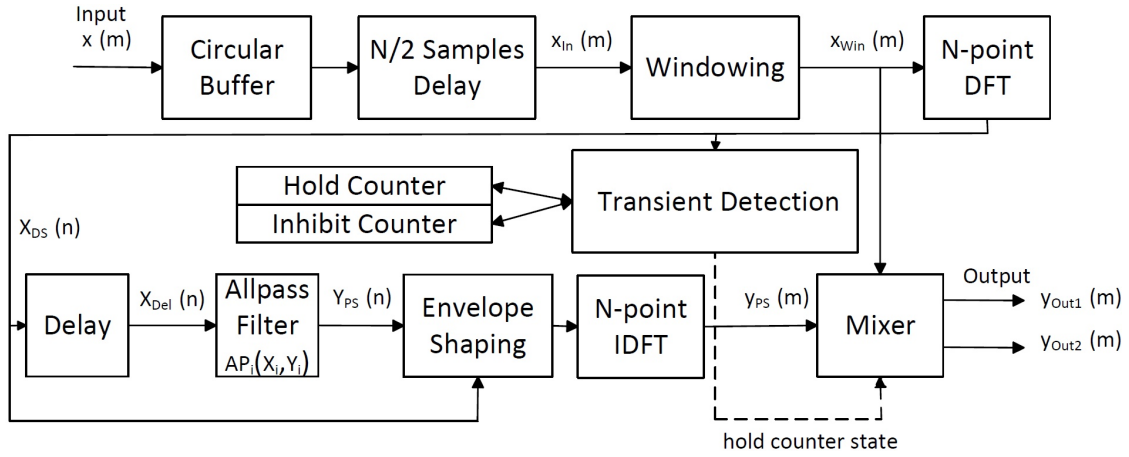 Input
x (m)
Circular
Buffer
N/2 Samples
Delay
x_In (m)
Windowing
x_Win (m)
N-point
DFT
Hold Counter
Inhibit Counter
Transient Detection
X_DS (n)
Delay
X_Del (n)
Allpass
Filter
AP_i(X_i,Y_i)
Y_PS (n)
Envelope
Shaping
N-point
IDFT
y_PS (m)
Mixer
Output
y_Out1 (m)
y_Out2 (m)
hold counter state